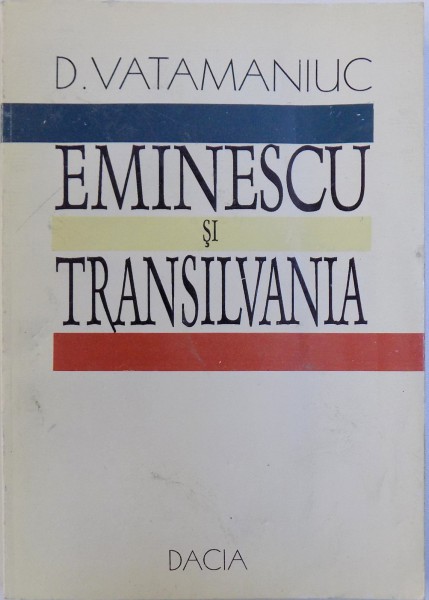 D. VATAMANIUC
EMINESCU
ŞI
TRANSILVANIA
DACIA